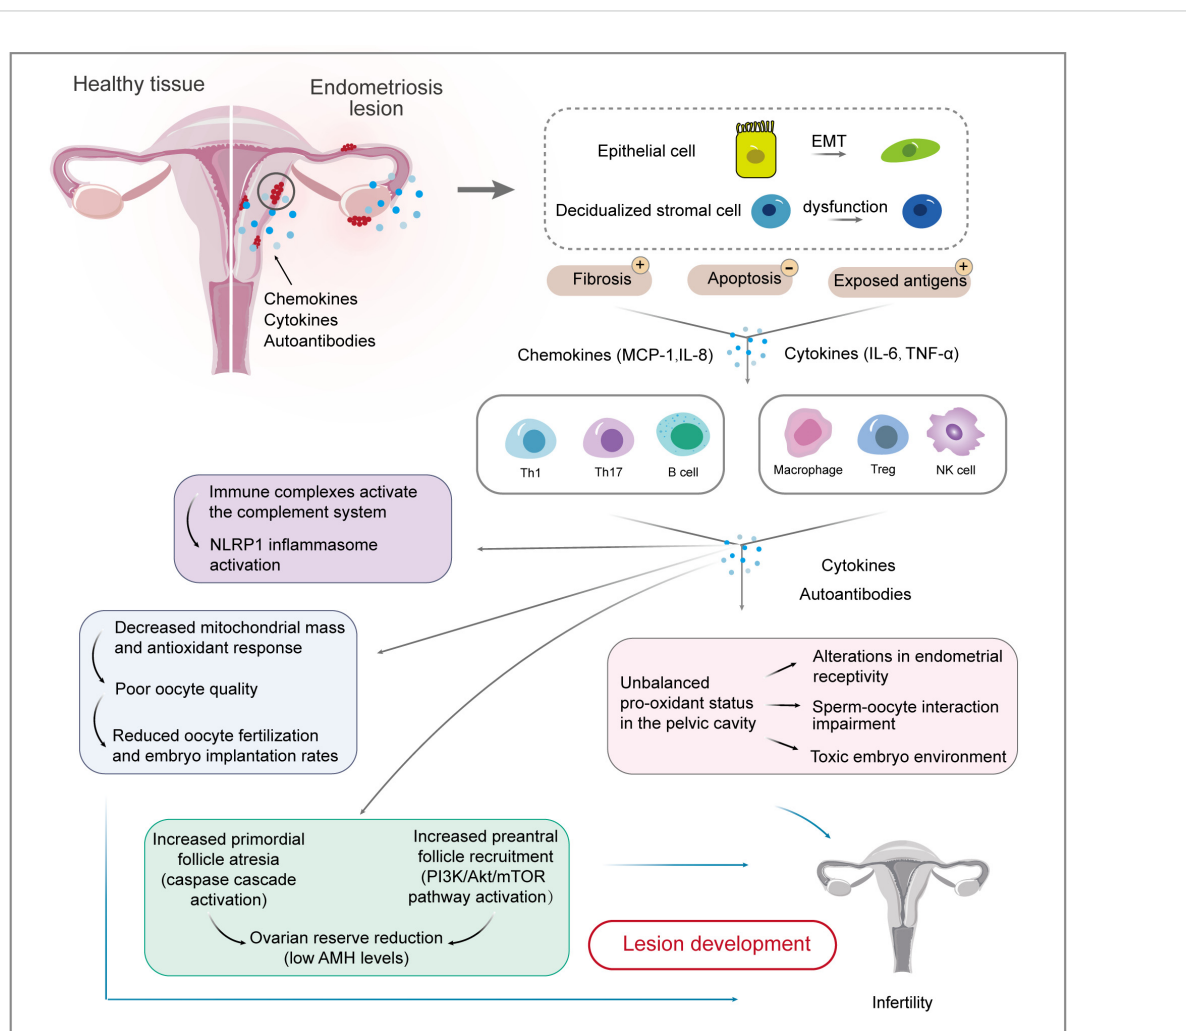 Healthy tissue
Endometriosis
lesion
Chemokines
Cytokines
Autoantibodies
Epithelial cell
EMT
Decidualized stromal cell
dysfunction
Fibrosis
+
Apoptosis
−
Exposed antigens
+
Chemokines (MCP-1,IL-8)
Cytokines (IL-6, TNF-α)
Th1
Th17
B cell
Macrophage
Treg
NK cell
Immune complexes activate
the complement system
NLRP1 inflammasome
activation
Cytokines
Autoantibodies
Decreased mitochondrial mass
and antioxidant response
Poor oocyte quality
Reduced oocyte fertilization
and embryo implantation rates
Unbalanced
pro-oxidant status
in the pelvic cavity
Alterations in endometrial
receptivity
Sperm-oocyte interaction
impairment
Toxic embryo environment
Increased primordial
follicle atresia
(caspase cascade
activation)
Increased preantral
follicle recruitment
(PI3K/Akt/mTOR
pathway activation）
Ovarian reserve reduction
(low AMH levels)
Lesion development
Infertility